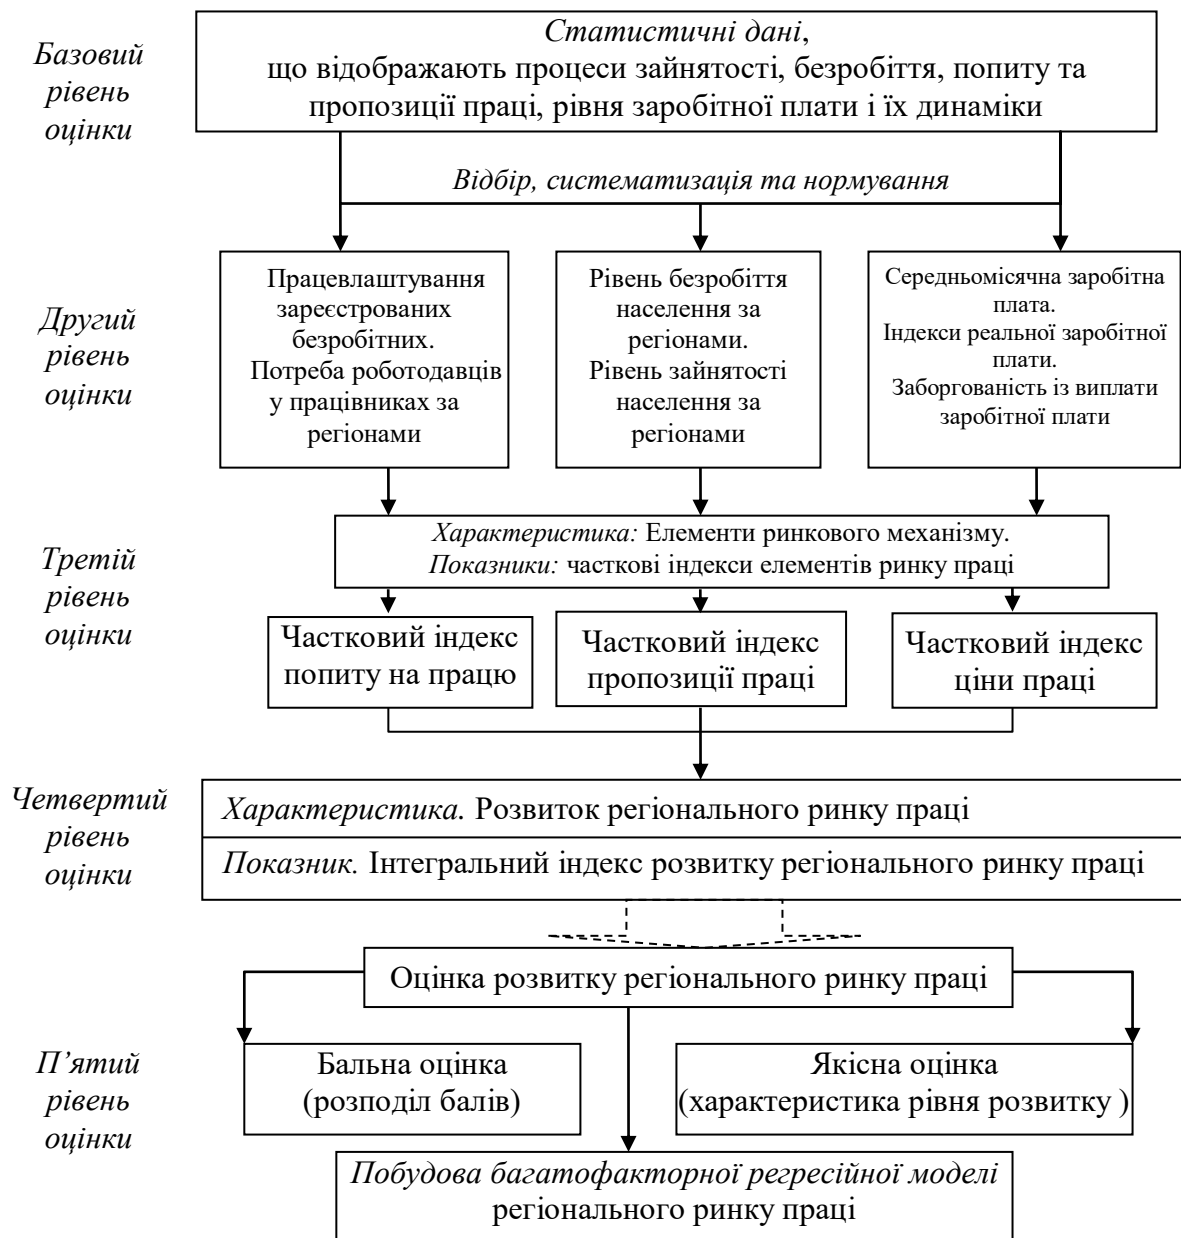 Базовий
рівень
оцінки
Статистичні дані,
що відображають процеси зайнятості, безробіття, попиту та
пропозиції праці, рівня заробітної плати і їх динаміки
Відбір, систематизація та нормування
Другий
рівень
оцінки
Працевлаштування
зареєстрованих
безробітних.
Потреба роботодавців
у працівниках за
регіонами
Рівень безробіття
населення за
регіонами.
Рівень зайнятості
населення за
регіонами
Середньомісячна заробітна
плата.
Індекси реальної заробітної
плати.
Заборгованість із виплати
заробітної плати
Третій
рівень
оцінки
Характеристика: Елементи ринкового механізму.
Показники: часткові індекси елементів ринку праці
Частковий індекс
попиту на працю
Частковий індекс
пропозиції праці
Частковий індекс
ціни праці
Четвертий
рівень
оцінки
Характеристика. Розвиток регіонального ринку праці
Показник. Інтегральний індекс розвитку регіонального ринку праці
Оцінка розвитку регіонального ринку праці
П’ятий
рівень
оцінки
Бальна оцінка
(розподіл балів)
Якісна оцінка
(характеристика рівня розвитку )
Побудова багатофакторної регресійної моделі
регіонального ринку праці